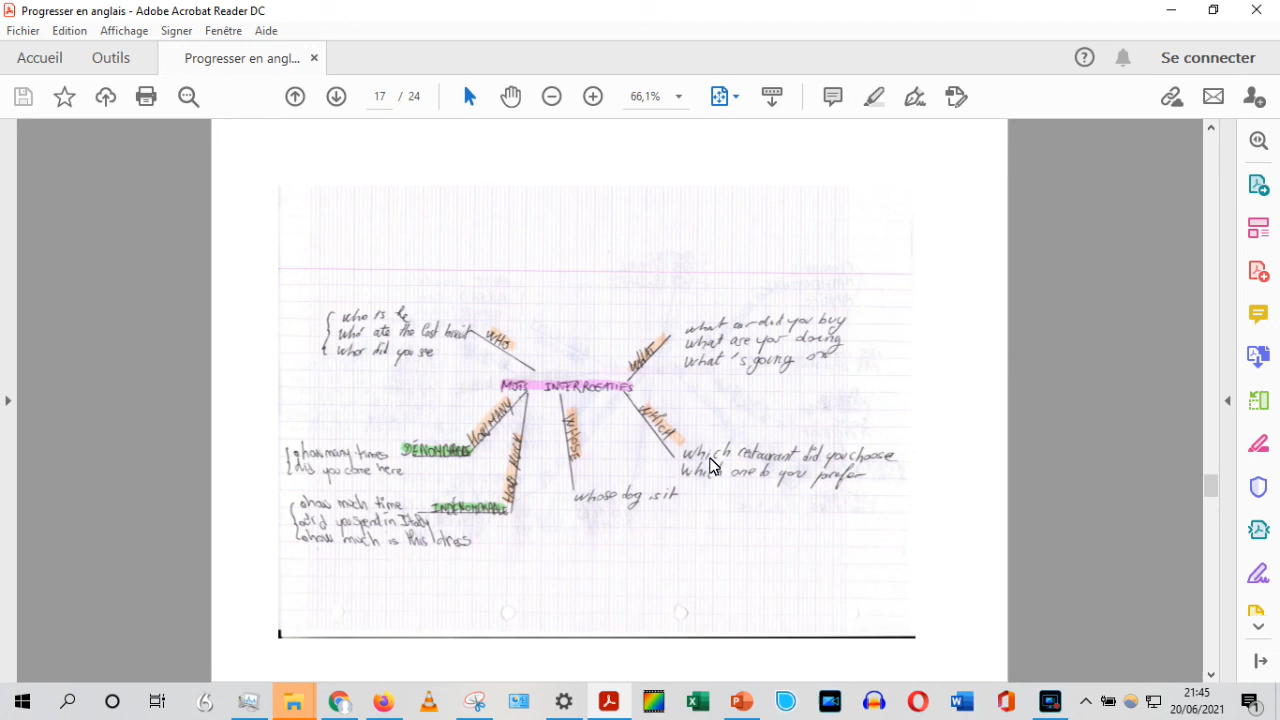 Progresser en anglais - Adobe Acrobat Reader DC
Fichier Edition Affichage Signer Fenêtre Aide
Accueil Outils Progresser en angl... × Se connecter
17 / 24 66,1%
who is he
who ate the last
who did you see
WHO
what car did you buy
what are you doing
what's going on
WHAT
MOTS INTERROGATIFS
HOW MANY
DÉNOMBRABLE
how many times
did you come here
HOW MUCH
INDÉNOMBRABLE
how much time
did you spend in Italy
how much is this dress
WHOSE
whose dog is it
WHICH
which restaurant did you choose
which one do you prefer
21:45
20/06/2021